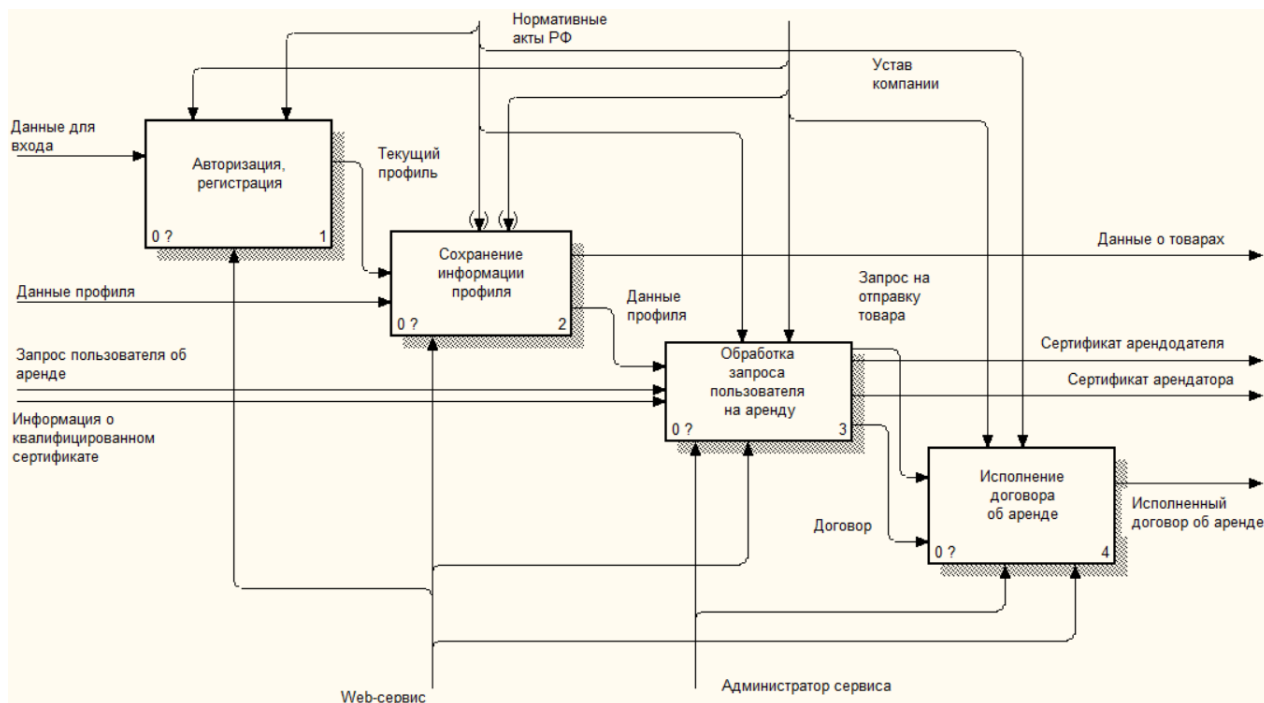 Нормативные
акты РФ
Устав
компании
Данные для
входа
Авторизация,
регистрация
0 ?
1
Текущий
профиль
Сохранение
информации
профиля
0 ?
2
Данные о товарах
Данные профиля
Данные
профиля
Запрос на
отправку
товара
Запрос пользователя об
аренде
Обработка
запроса
пользователя
на аренду
0 ?
3
Сертификат арендодателя
Сертификат арендатора
Информация о
квалифицированном
сертификате
Исполнение
договора
об аренде
0 ?
4
Исполненный
договор об аренде
Договор
Web-сервис
Администратор сервиса